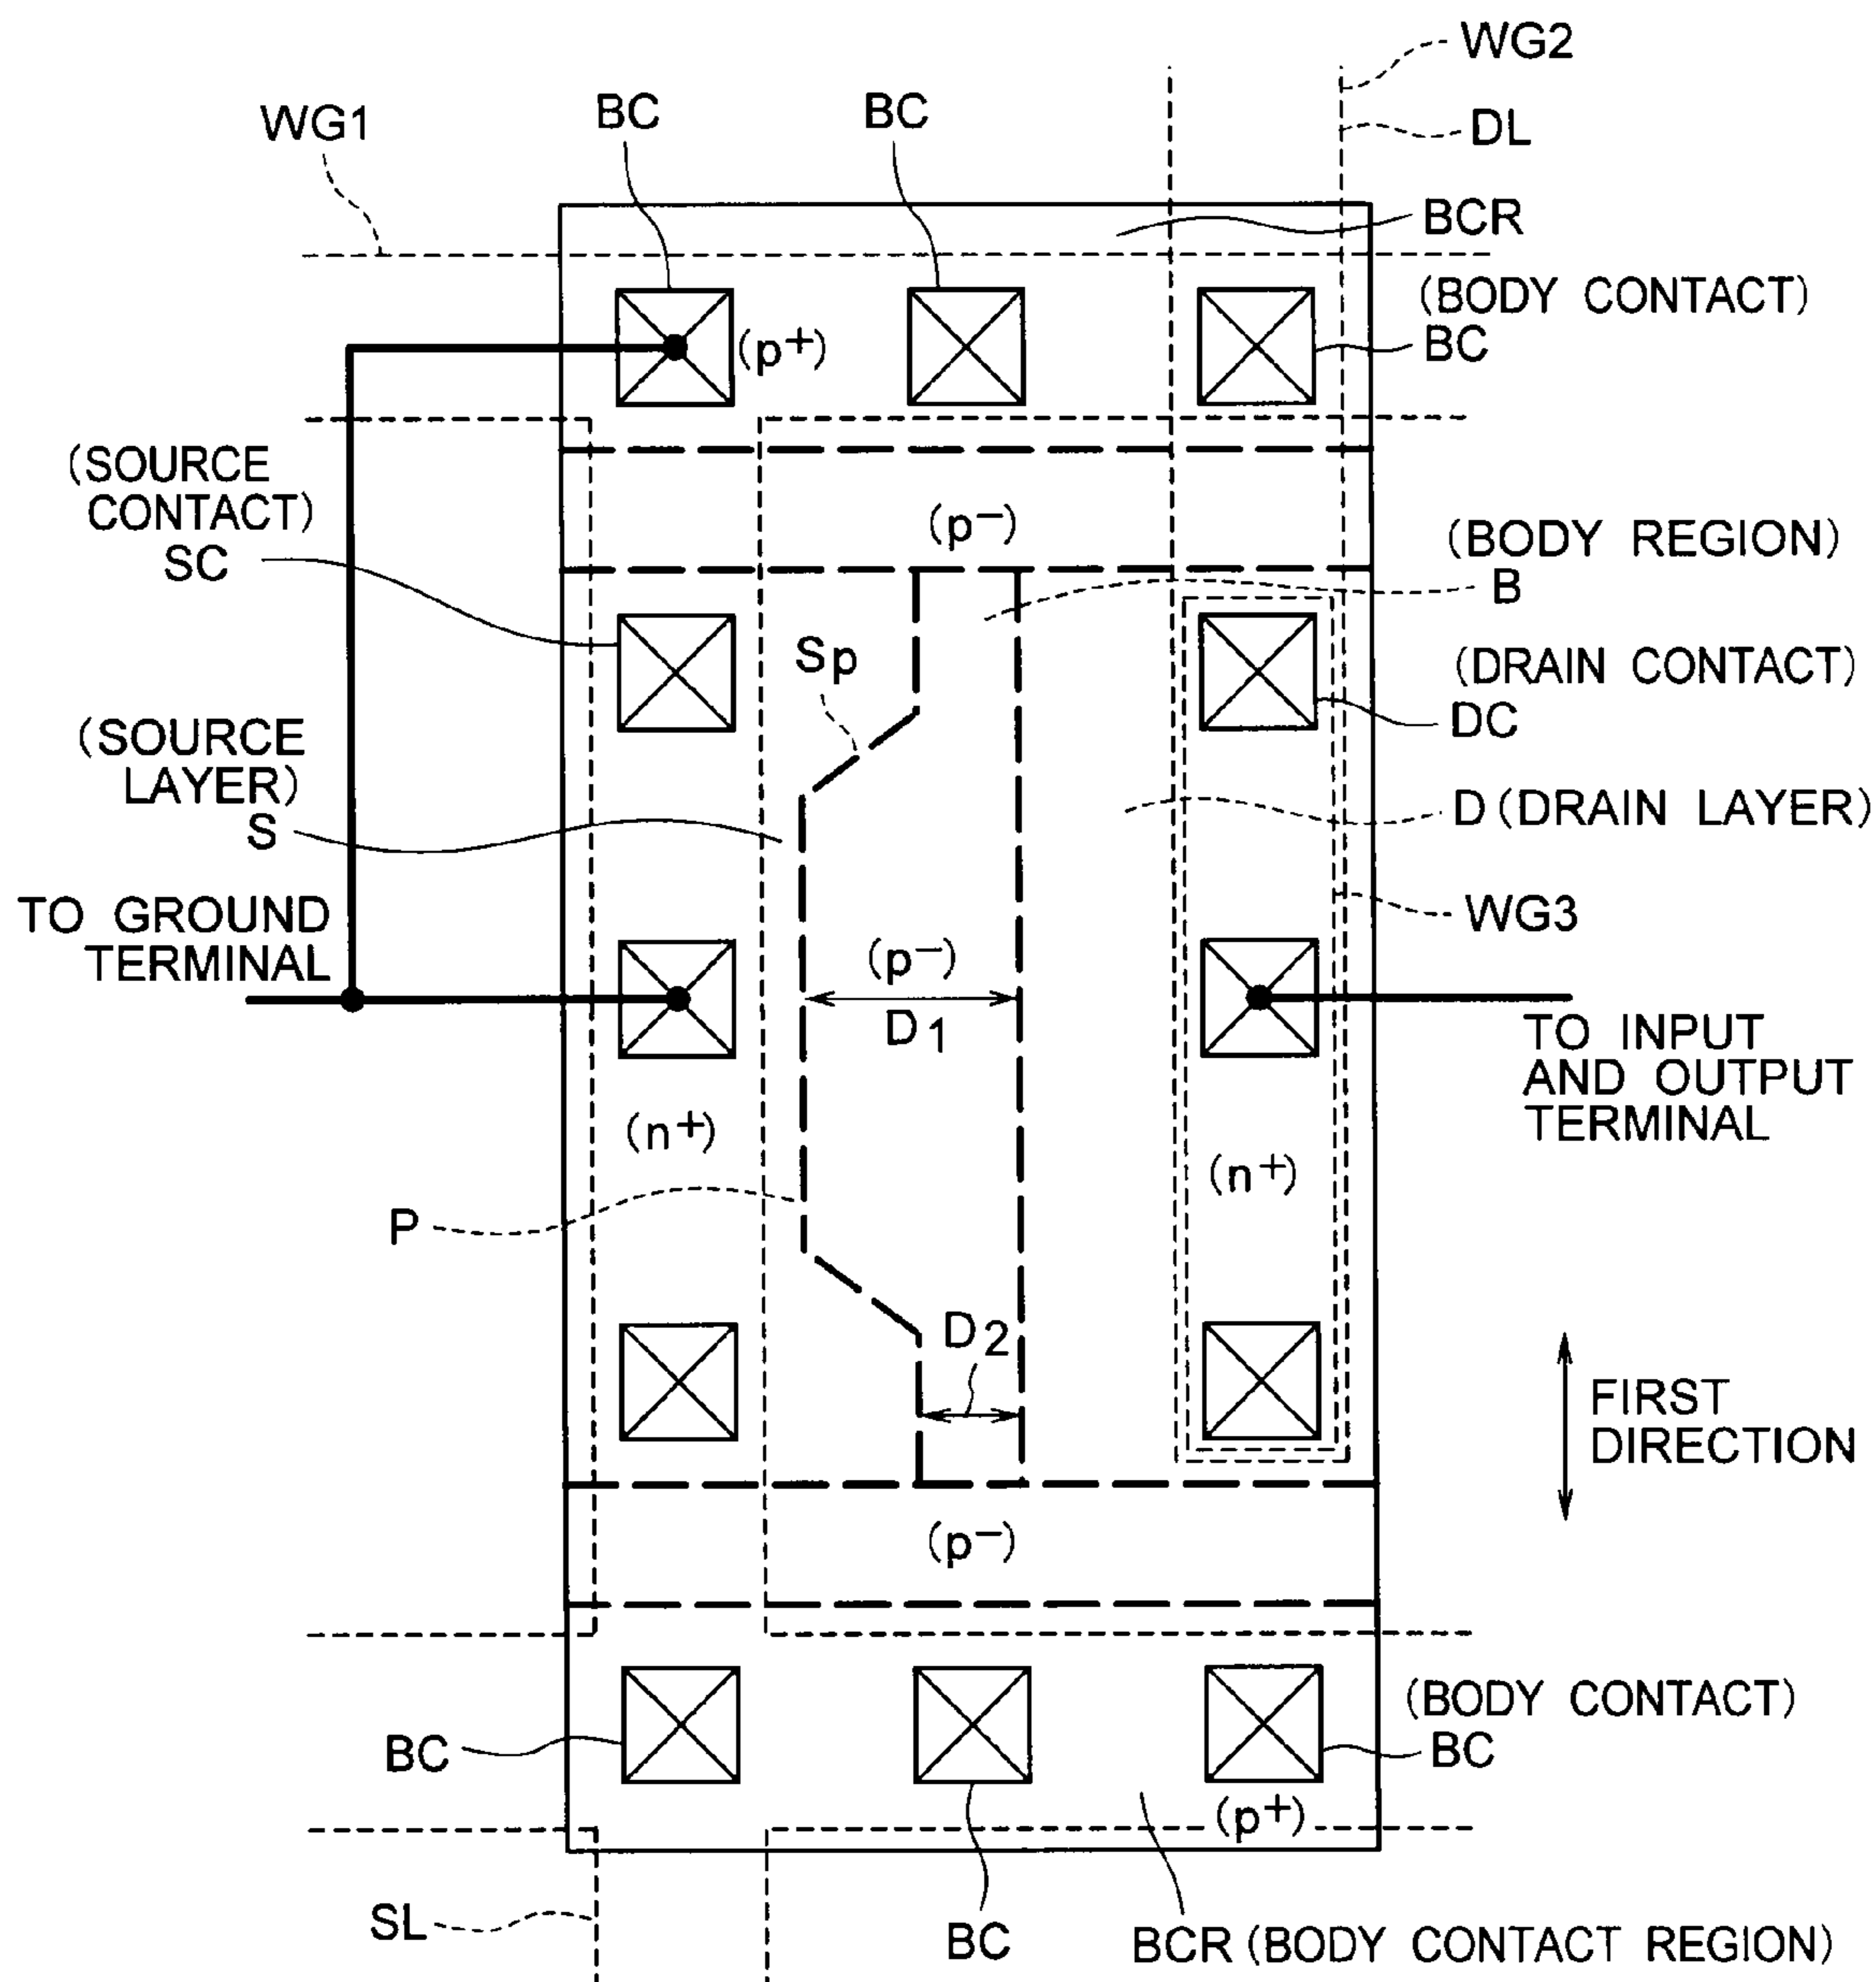 WG2
WG1
BC
BC
DL
BCR
(BODY CONTACT)
BC
(p+)
(SOURCE
CONTACT)
SC
(p−)
(BODY REGION)
B
Sp
(DRAIN CONTACT)
DC
(SOURCE
LAYER)
S
D (DRAIN LAYER)
TO GROUND
TERMINAL
WG3
(p−)
D1
TO INPUT
AND OUTPUT
TERMINAL
(n+)
(n+)
P
D2
FIRST
DIRECTION
(p−)
(BODY CONTACT)
BC
BC
(p+)
SL
BC
BCR (BODY CONTACT REGION)